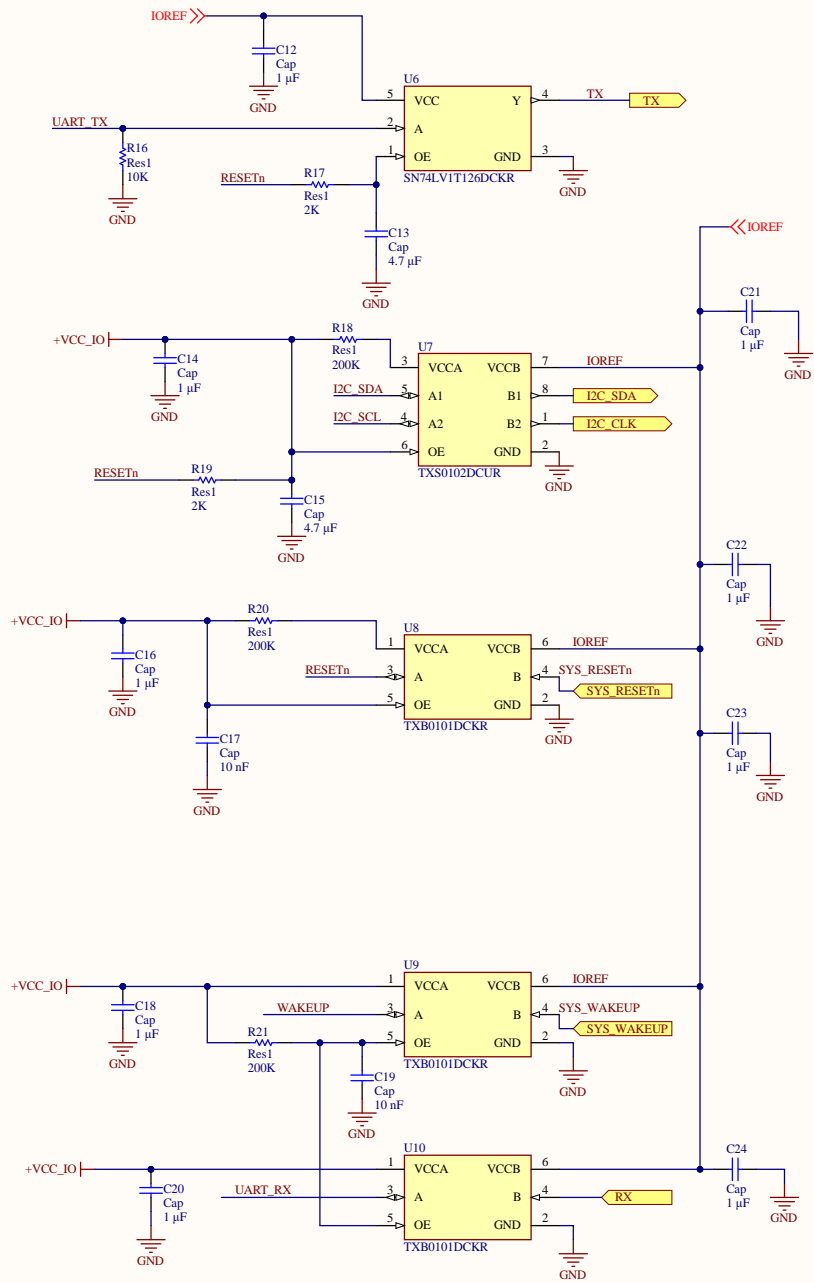 IOREF
C12
Cap
1 µF
GND
U6
5 VCC Y 4 TX TX
UART_TX 2 A
1 OE GND 3
SN74LV1T126DCKR
GND
R16
Res1
10K
GND
RESETn
R17
Res1
2K
C13
Cap
4.7 µF
GND
IOREF
C21
Cap
1 µF
GND
+VCC_IO
C14
Cap
1 µF
GND
R18
Res1
200K
U7
3 VCCA VCCB 7 IOREF
I2C_SDA 5 A1 B1 8 I2C_SDA
I2C_SCL 4 A2 B2 1 I2C_CLK
6 OE GND 2
TXS0102DCUR
GND
RESETn
R19
Res1
2K
C15
Cap
4.7 µF
GND
C22
Cap
1 µF
GND
+VCC_IO
C16
Cap
1 µF
GND
R20
Res1
200K
U8
1 VCCA VCCB 6 IOREF
RESETn 3 A B 4 SYS_RESETn
SYS_RESETn
5 OE GND 2
TXB0101DCKR
GND
C17
Cap
10 nF
GND
C23
Cap
1 µF
GND
+VCC_IO
C18
Cap
1 µF
GND
U9
1 VCCA VCCB 6 IOREF
WAKEUP 3 A B 4 SYS_WAKEUP
SYS_WAKEUP
5 OE GND 2
TXB0101DCKR
GND
R21
Res1
200K
C19
Cap
10 nF
GND
+VCC_IO
C20
Cap
1 µF
GND
U10
1 VCCA VCCB 6
UART_RX 3 A B 4 RX
5 OE GND 2
TXB0101DCKR
GND
C24
Cap
1 µF
GND